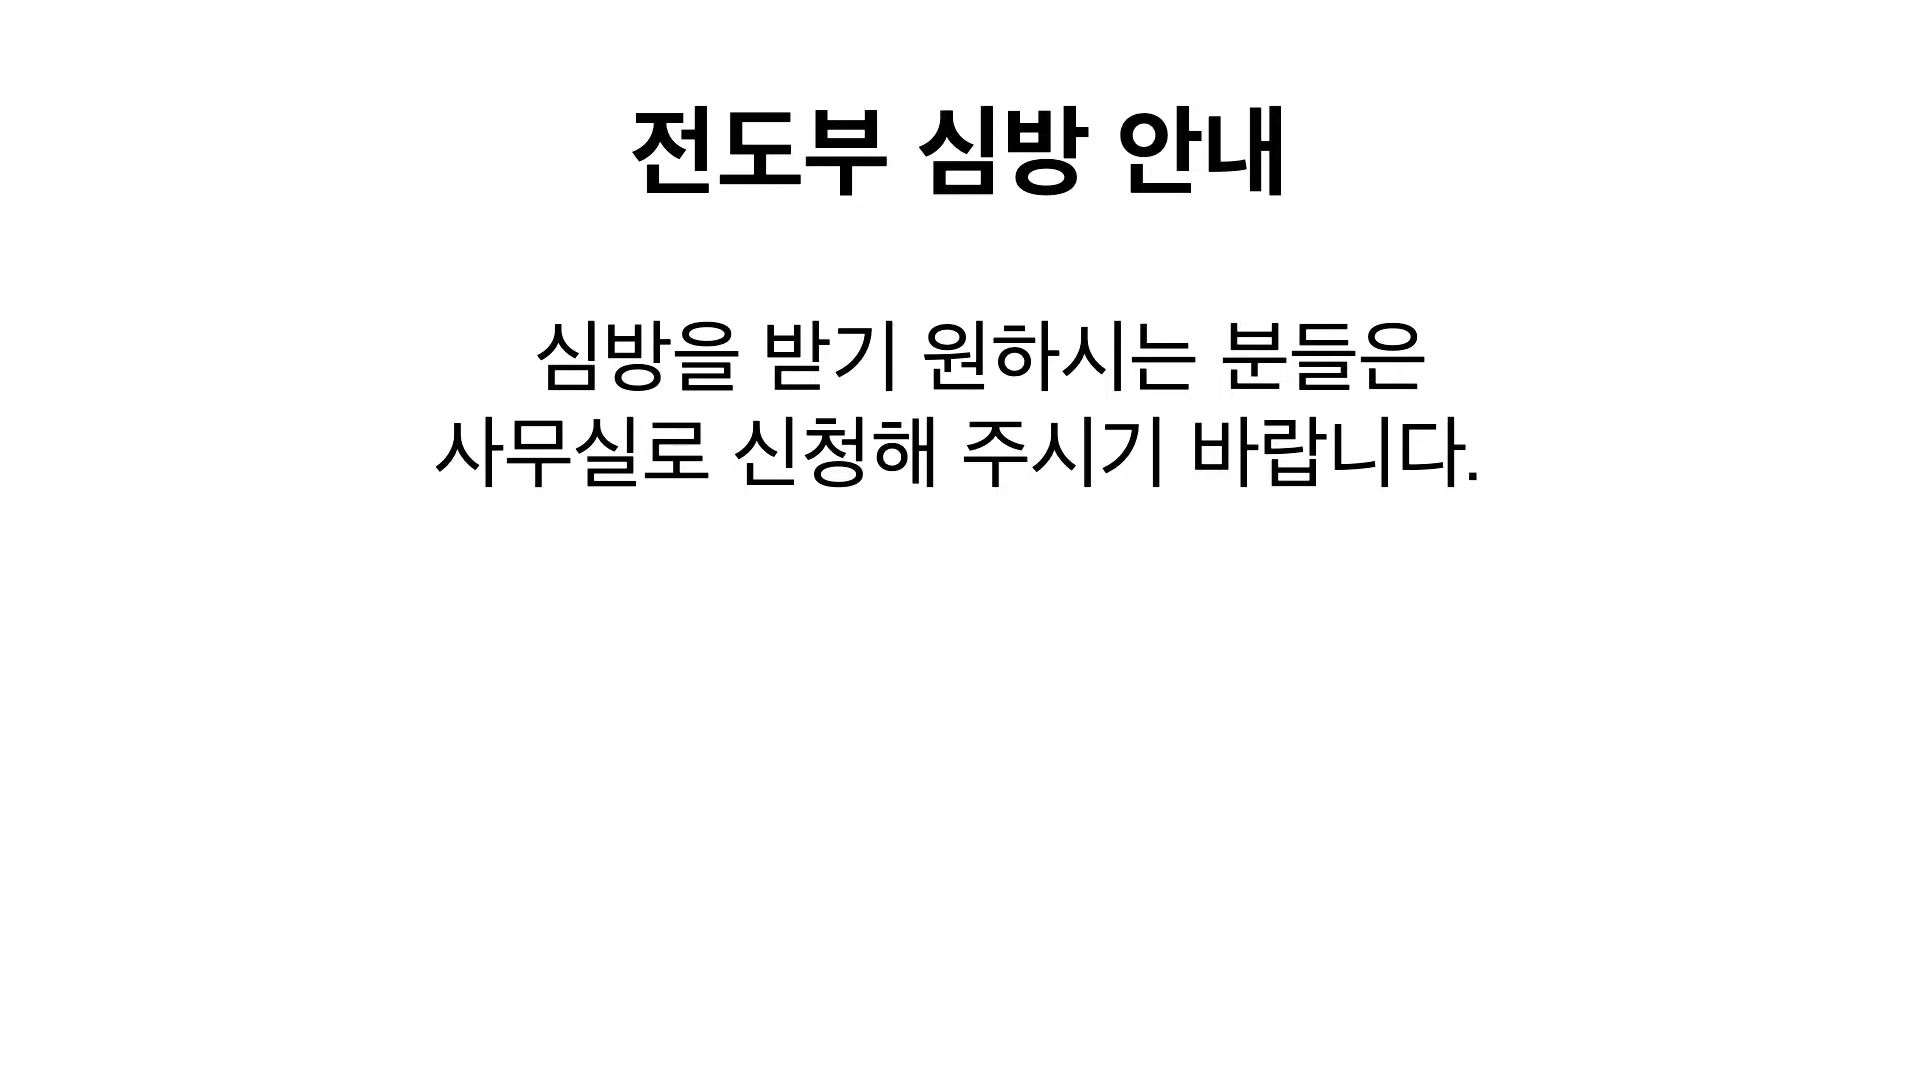 전도부 심방 안내
심방을 받기 원하시는 분들은
사무실로 신청해 주시기 바랍니다.